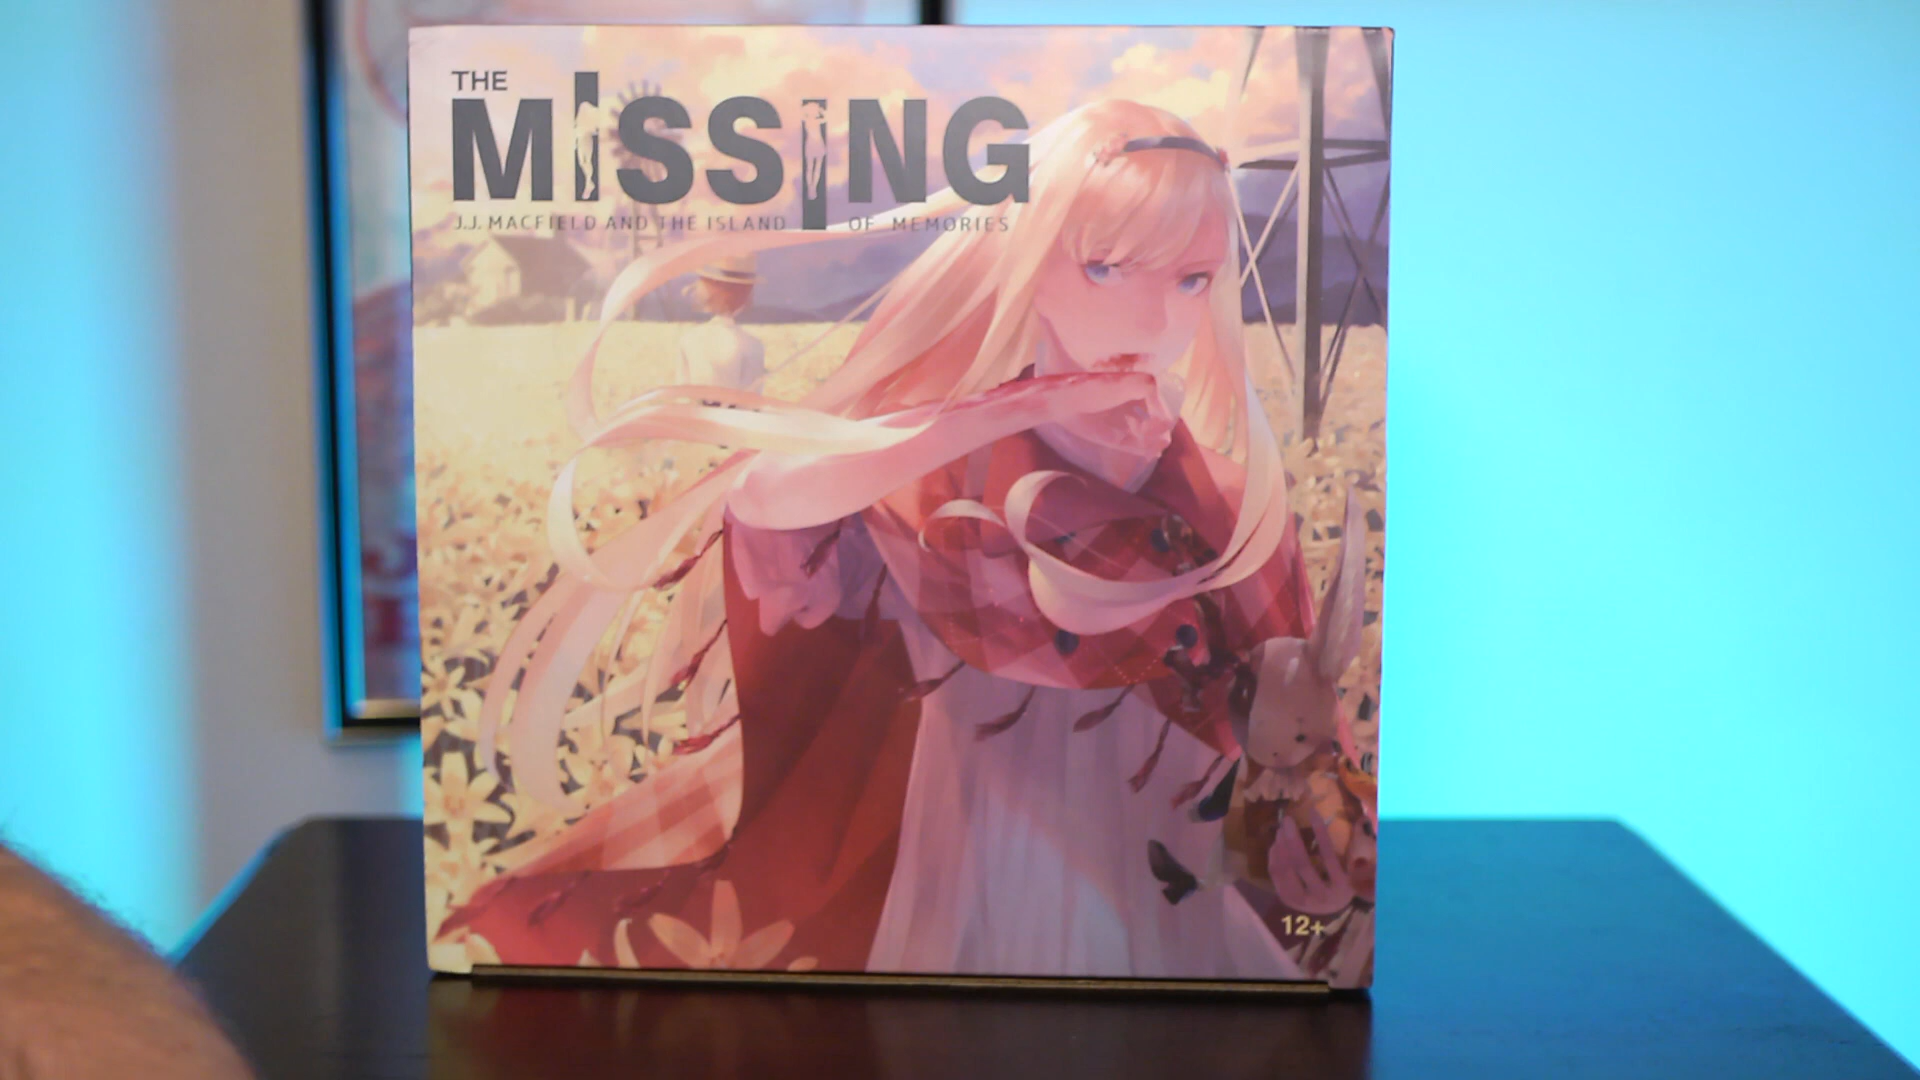 THE
MISSING
J.J. MACFIELD AND THE ISLAND OF MEMORIES
12+